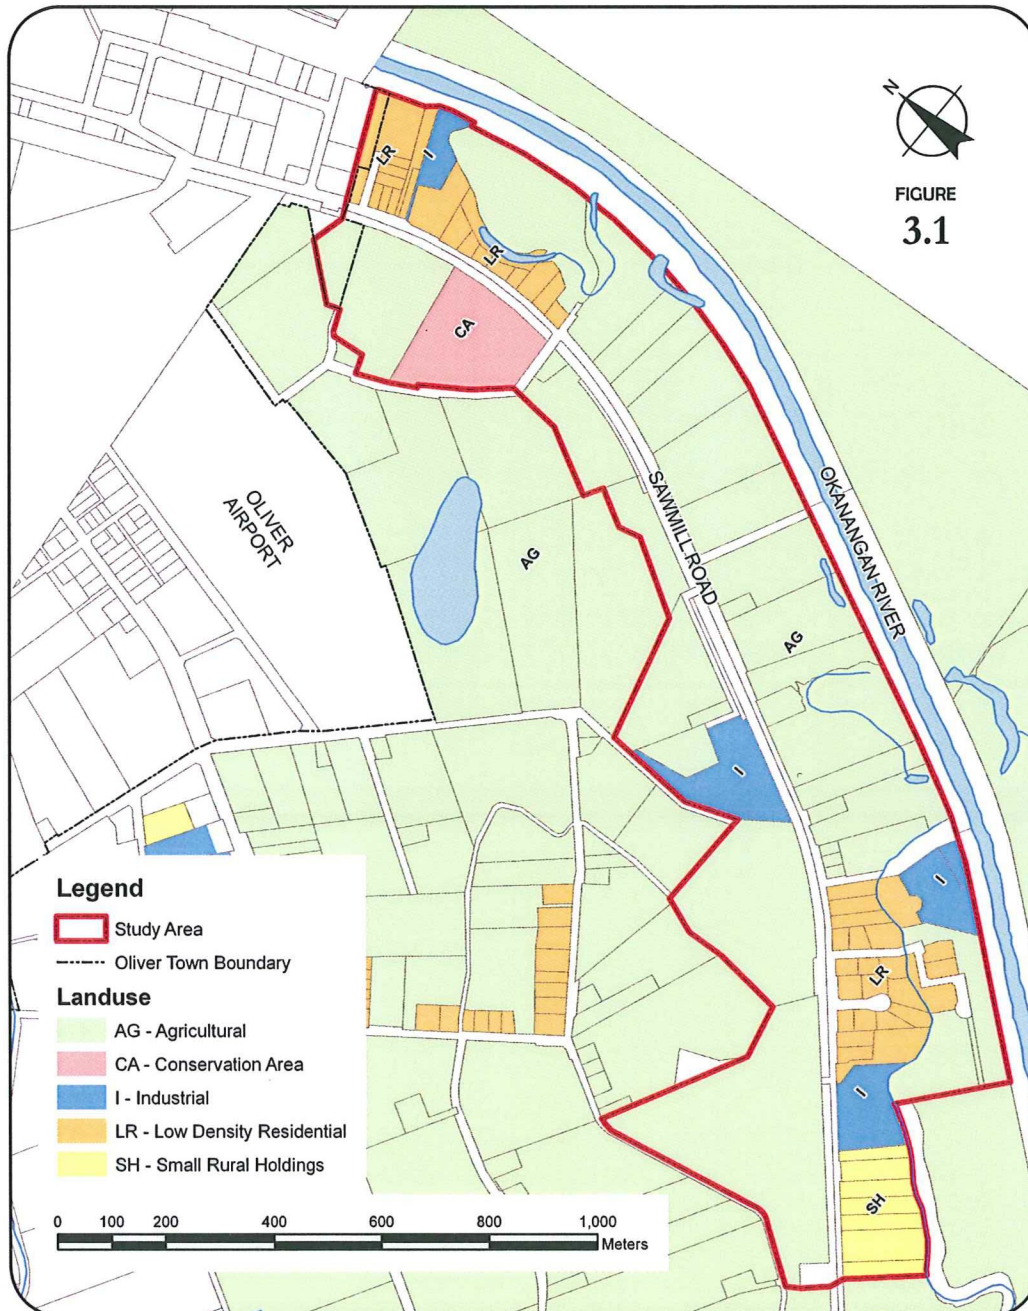 N
FIGURE
3.1
LR
I
LR
CA
OLIVER
AIRPORT
AG
SAWMILL ROAD
OKANANGAN RIVER
AG
I
I
LR
I
SH
Legend
Study Area
Oliver Town Boundary
Landuse
AG - Agricultural
CA - Conservation Area
I - Industrial
LR - Low Density Residential
SH - Small Rural Holdings
0 100 200 400 600 800 1,000
Meters